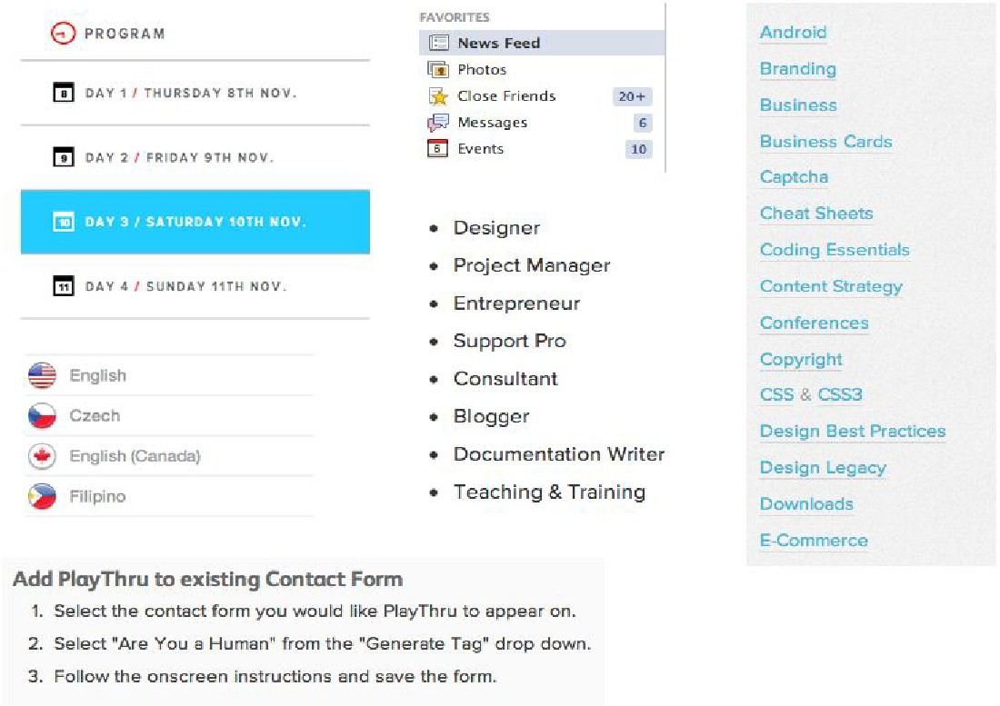 PROGRAM
8 DAY 1 / THURSDAY 8TH NOV.
9 DAY 2 / FRIDAY 9TH NOV.
10 DAY 3 / SATURDAY 10TH NOV.
11 DAY 4 / SUNDAY 11TH NOV.
English
Czech
English (Canada)
Filipino
FAVORITES
News Feed
Photos
Close Friends 20+
Messages 6
Events 10
• Designer
• Project Manager
• Entrepreneur
• Support Pro
• Consultant
• Blogger
• Documentation Writer
• Teaching & Training
Android
Branding
Business
Business Cards
Captcha
Cheat Sheets
Coding Essentials
Content Strategy
Conferences
Copyright
CSS & CSS3
Design Best Practices
Design Legacy
Downloads
E-Commerce
Add PlayThru to existing Contact Form
1. Select the contact form you would like PlayThru to appear on.
2. Select "Are You a Human" from the "Generate Tag" drop down.
3. Follow the onscreen instructions and save the form.